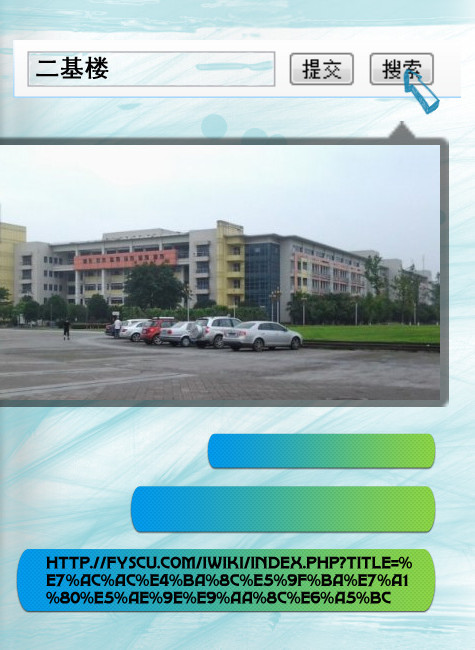 二基楼
提交
搜索
HTTP://FYSCU.COM/IWIKI/INDEX.PHP?TITLE=%
E7%AC%AC%E4%BA%8C%E5%9F%BA%E7%A1
%80%E5%AE%9E%E9%AA%8C%E6%A5%BC